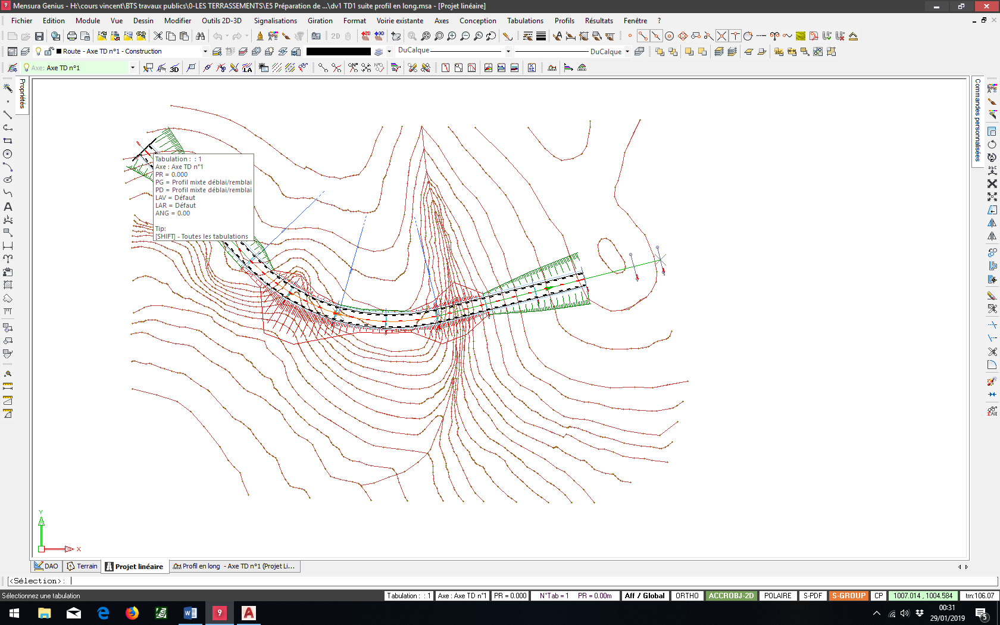 Mensura Genius - H:\cours vincent\BTS travaux publics\0-LES TERRASSEMENTS\E5 Préparation de ...\dv1 TD1 suite profil en long.msa - [Projet linéaire]
Fichier Edition Module Vue Dessin Modifier Outils 2D-3D Signalisations Giration Format Voirie existante Axes Conception Tabulations Profils Résultats Fenêtre ?
Route - Axe TD n°1 - Construction DuCalque DuCalque
Axe: Axe TD n°1
Propriétés
Commandes personnalisées
Tabulation : : 1
Axe : Axe TD n°1
PR = 0.000
PG = Profil mixte déblai/remblai
PD = Profil mixte déblai/remblai
LAV = Défaut
LAR = Défaut
ANG = 0.00
Tip:
[SHIFT] - Toutes les tabulations
Y
X
DAO Terrain Projet linéaire Profil en long - Axe TD n°1 (Projet Li...
<Sélection>:
Sélectionnez une tabulation Tabulation : : 1 Axe : Axe TD n°1 PR = 0.000 N°Tab = 1 PR = 0.00m Aff / Global ORTHO ACCROBJ-2D POLAIRE S-PDF S-GROUP CP 1007.014 , 1004.584 trn:106.07
00:31
29/01/2019
5